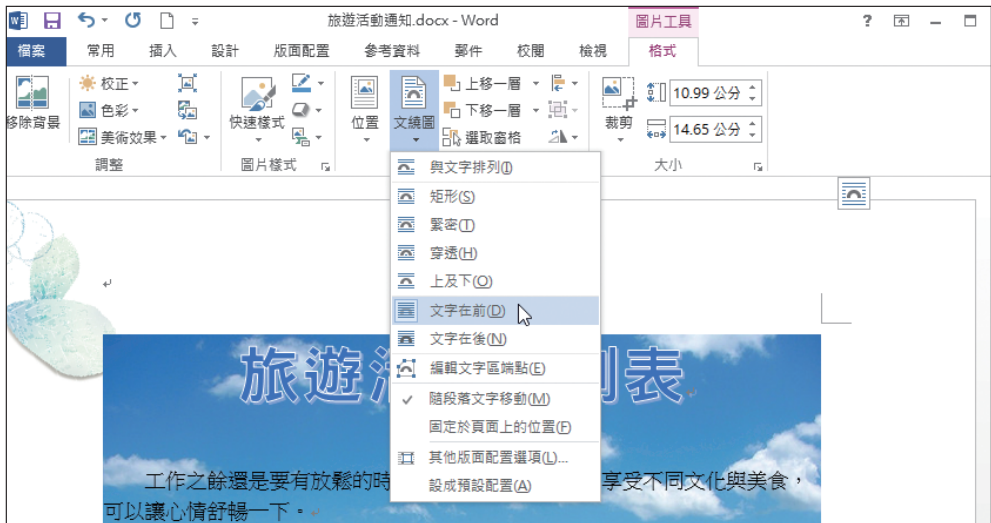 旅遊活動通知.docx - Word
圖片工具
?
檔案 常用 插入 設計 版面配置 參考資料 郵件 校閱 檢視 格式
移除背景
校正
色彩
美術效果
調整
快速樣式
圖片樣式
位置
文繞圖
上移一層
下移一層
選取窗格
裁剪
10.99 公分
14.65 公分
大小
與文字排列(I)
矩形(S)
緊密(T)
穿透(H)
上及下(O)
文字在前(D)
文字在後(N)
編輯文字區端點(E)
隨段落文字移動(M)
固定於頁面上的位置(F)
其他版面配置選項(L)...
設成預設配置(A)
旅遊 表
工作之餘還是要有放鬆的時 享受不同文化與美食，
可以讓心情舒暢一下。